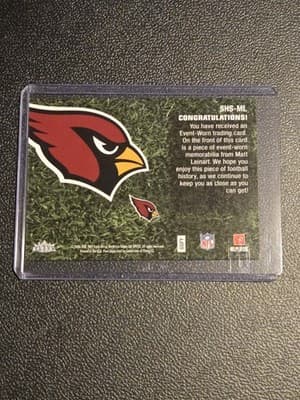 SHS-ML
CONGRATULATIONS!
You have received an
Event-Worn trading card.
On the front of this card
is a piece of event-worn
memorabilia from Matt
Leinart. We hope you
enjoy this piece of football
history, as we continue to
keep you as close as you
can get!
NFL